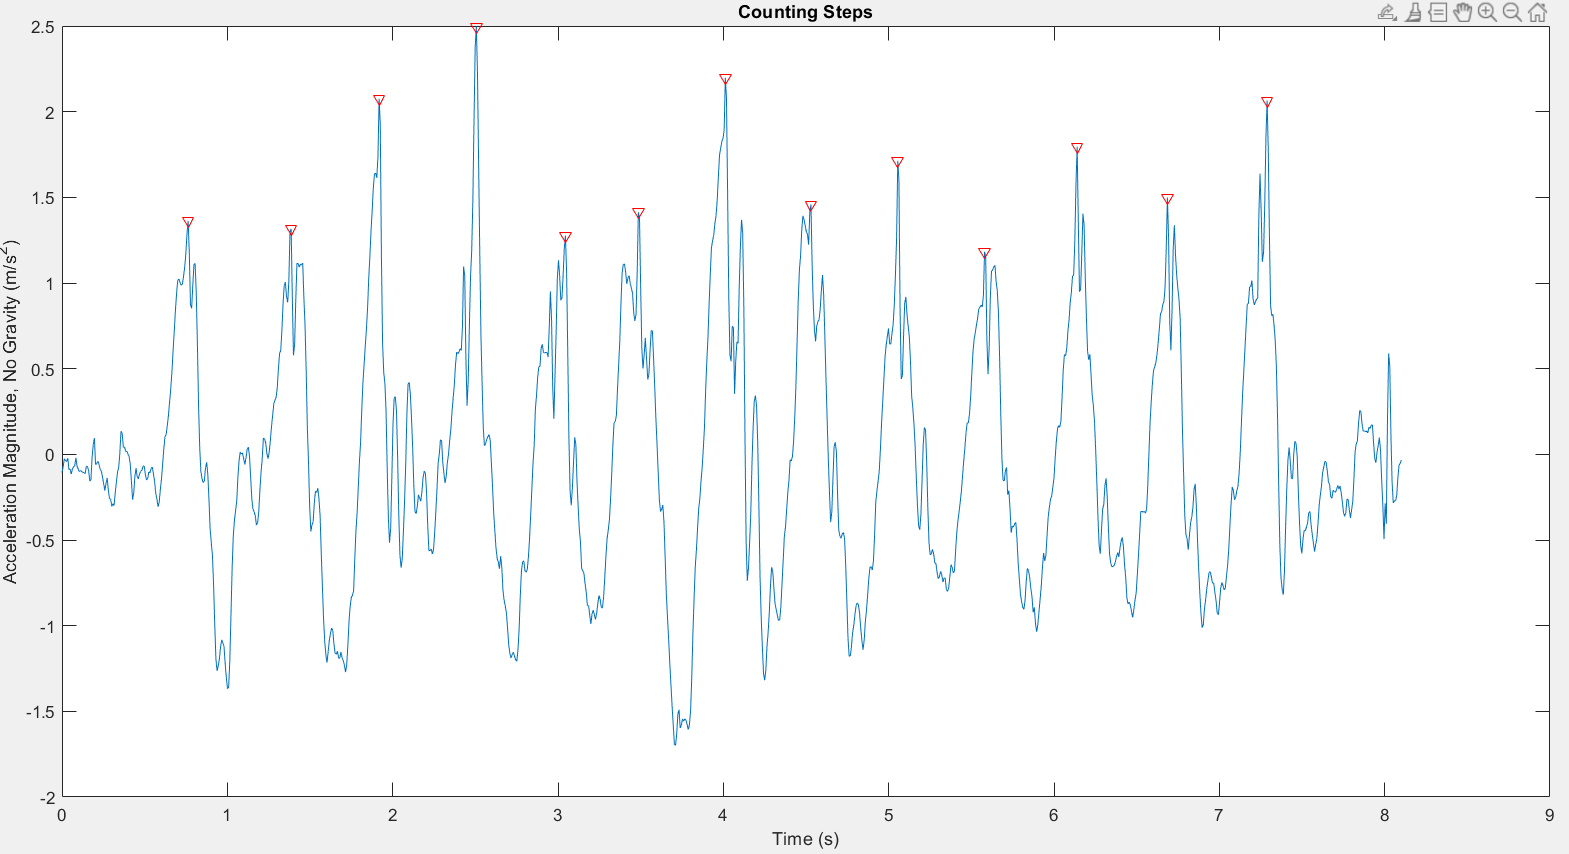 Counting Steps
Acceleration Magnitude, No Gravity (m/s²)
2.5
2
1.5
1
0.5
0
-0.5
-1
-1.5
-2
0 1 2 3 4 5 6 7 8 9
Time (s)